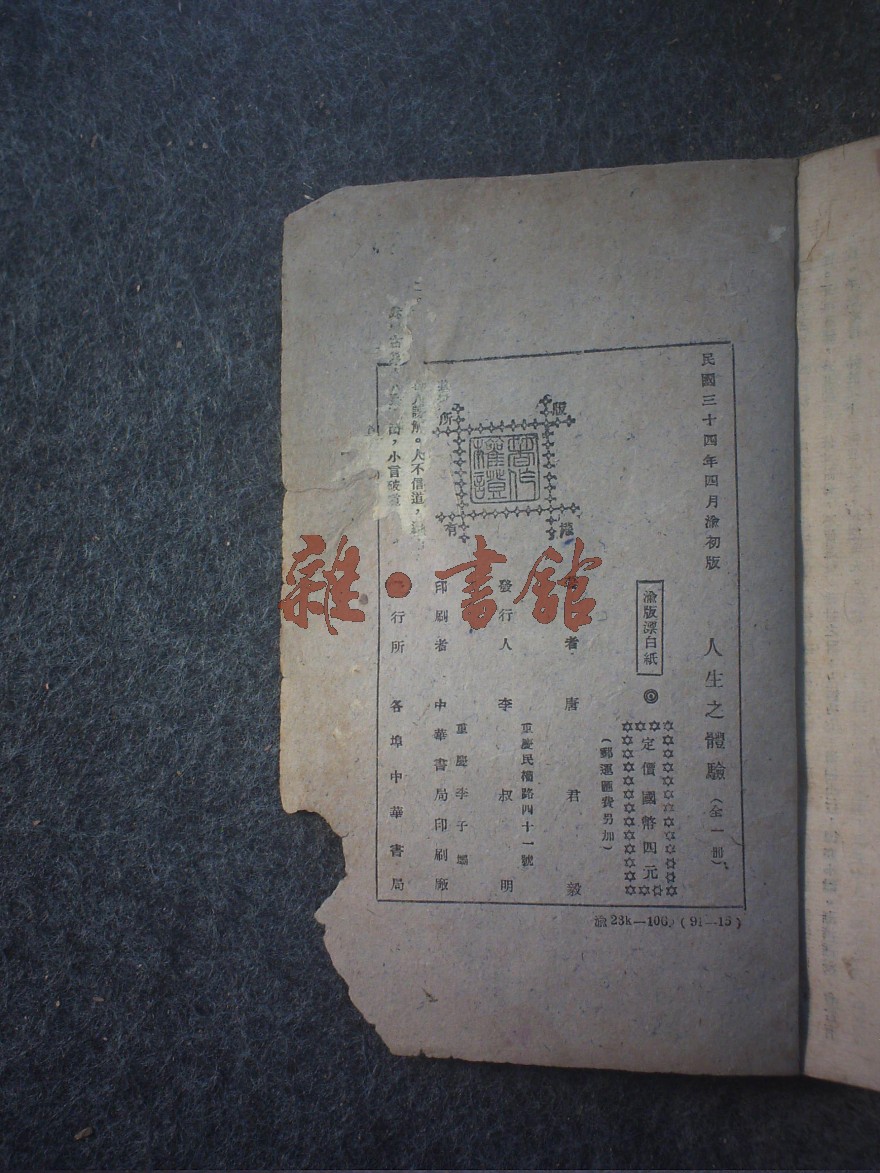 民國三十四年四月渝初版
人生之體驗(全一冊)
渝版漂白紙
◎
定價國幣四元
(郵運匯費另加)
者 唐君毅
發行人 李叔明
重慶民權路四十一號
印刷者 中華書局印刷廠
重慶李子壩
行所 各埠中華書局
版權所有
人不信道,
小言破道
渝23k—106(91—15)
雜·書館